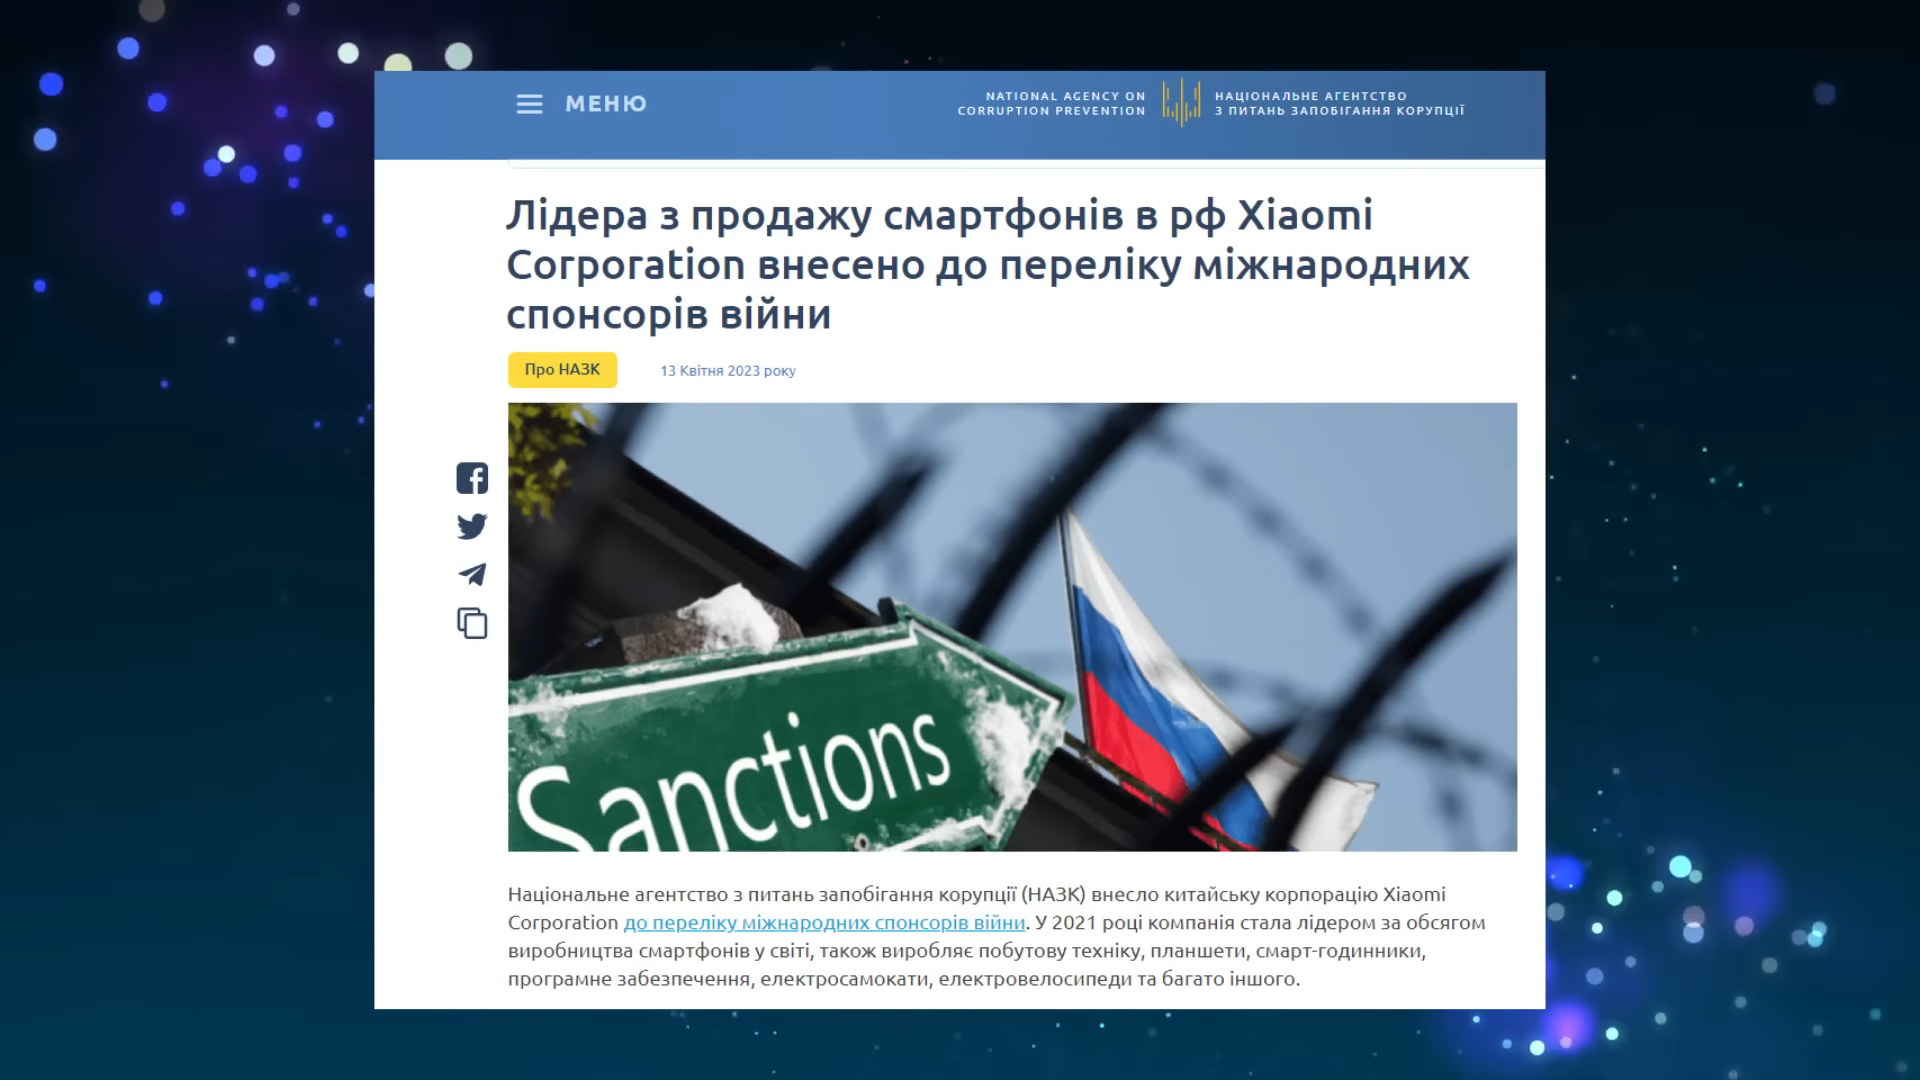 МЕНЮ
NATIONAL AGENCY ON
CORRUPTION PREVENTION
НАЦІОНАЛЬНЕ АГЕНТСТВО
З ПИТАНЬ ЗАПОБІГАННЯ КОРУПЦІЇ
Лідера з продажу смартфонів в рф Xiaomi
Corporation внесено до переліку міжнародних
спонсорів війни
Про НАЗК
13 Квітня 2023 року
Sanctions
Національне агентство з питань запобігання корупції (НАЗК) внесло китайську корпорацію Xiaomi
Corporation до переліку міжнародних спонсорів війни. У 2021 році компанія стала лідером за обсягом
виробництва смартфонів у світі, також виробляє побутову техніку, планшети, смарт-годинники,
програмне забезпечення, електросамокати, електровелосипеди та багато іншого.